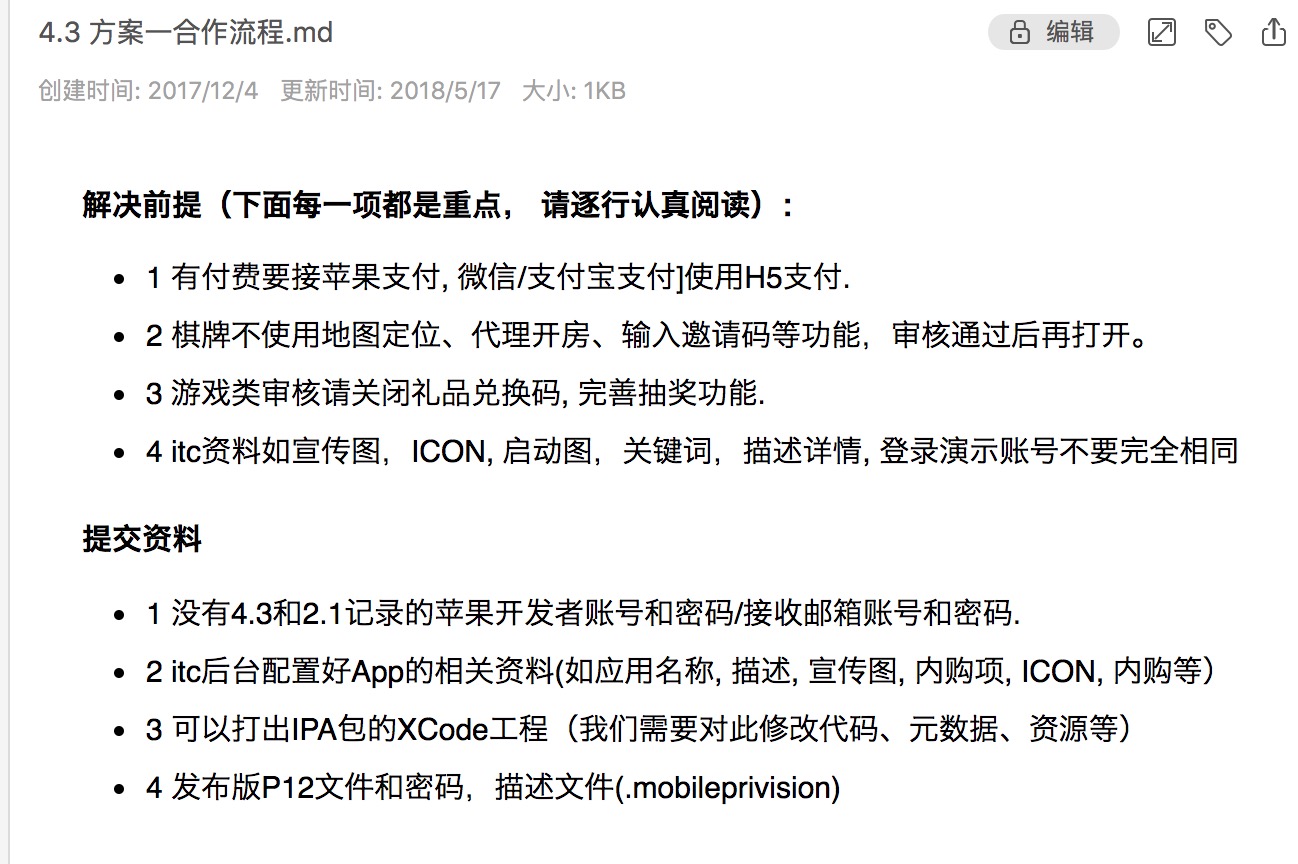 4.3 方案一合作流程.md
编辑
创建时间: 2017/12/4 更新时间: 2018/5/17 大小: 1KB
解决前提（下面每一项都是重点， 请逐行认真阅读）:
1 有付费要接苹果支付, 微信/支付宝支付]使用H5支付.
2 棋牌不使用地图定位、代理开房、输入邀请码等功能，审核通过后再打开。
3 游戏类审核请关闭礼品兑换码, 完善抽奖功能.
4 itc资料如宣传图，ICON, 启动图，关键词，描述详情, 登录演示账号不要完全相同
提交资料
1 没有4.3和2.1记录的苹果开发者账号和密码/接收邮箱账号和密码.
2 itc后台配置好App的相关资料(如应用名称, 描述, 宣传图, 内购项, ICON, 内购等）
3 可以打出IPA包的XCode工程（我们需要对此修改代码、元数据、资源等）
4 发布版P12文件和密码，描述文件(.mobileprivision)